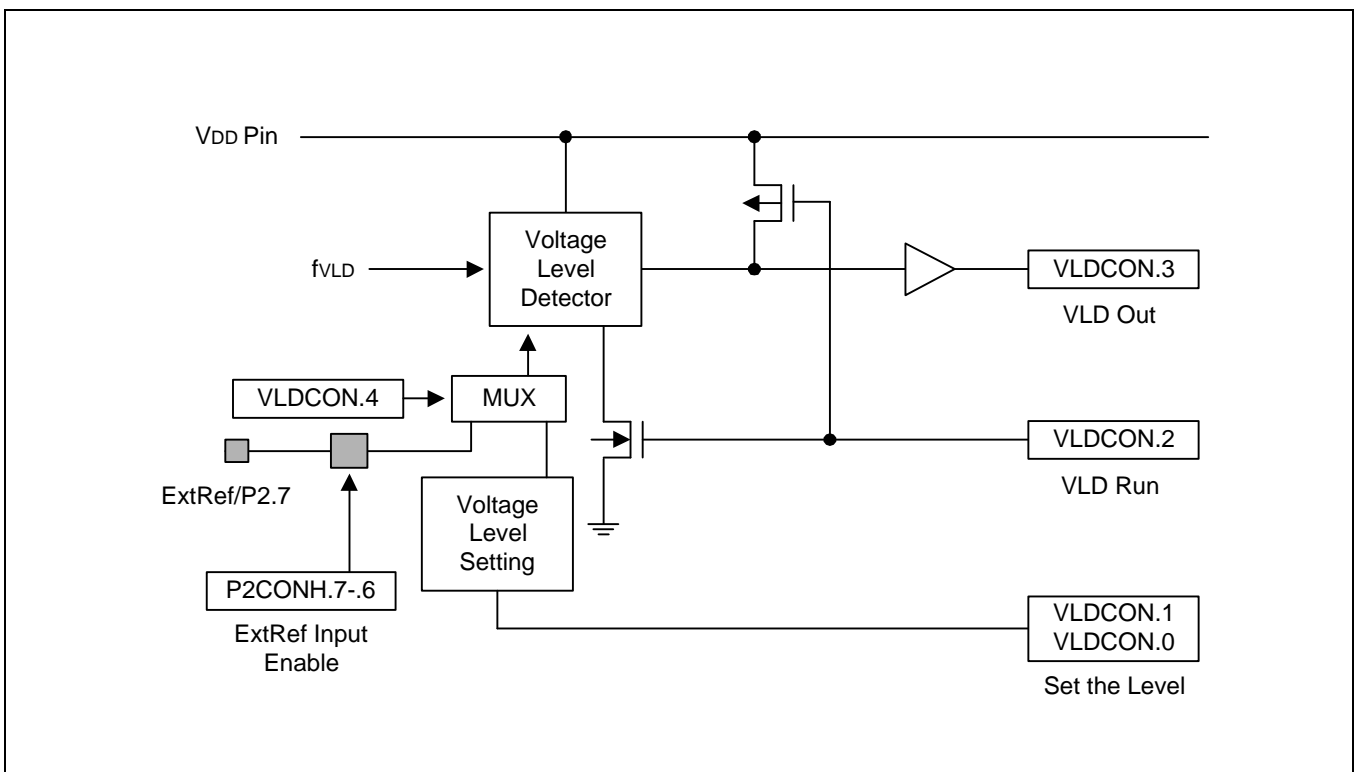 VDD Pin
Voltage
Level
Detector
fVLD
VLDCON.3
VLD Out
VLDCON.4
MUX
VLDCON.2
VLD Run
ExtRef/P2.7
Voltage
Level
Setting
P2CONH.7-.6
ExtRef Input
Enable
VLDCON.1
VLDCON.0
Set the Level